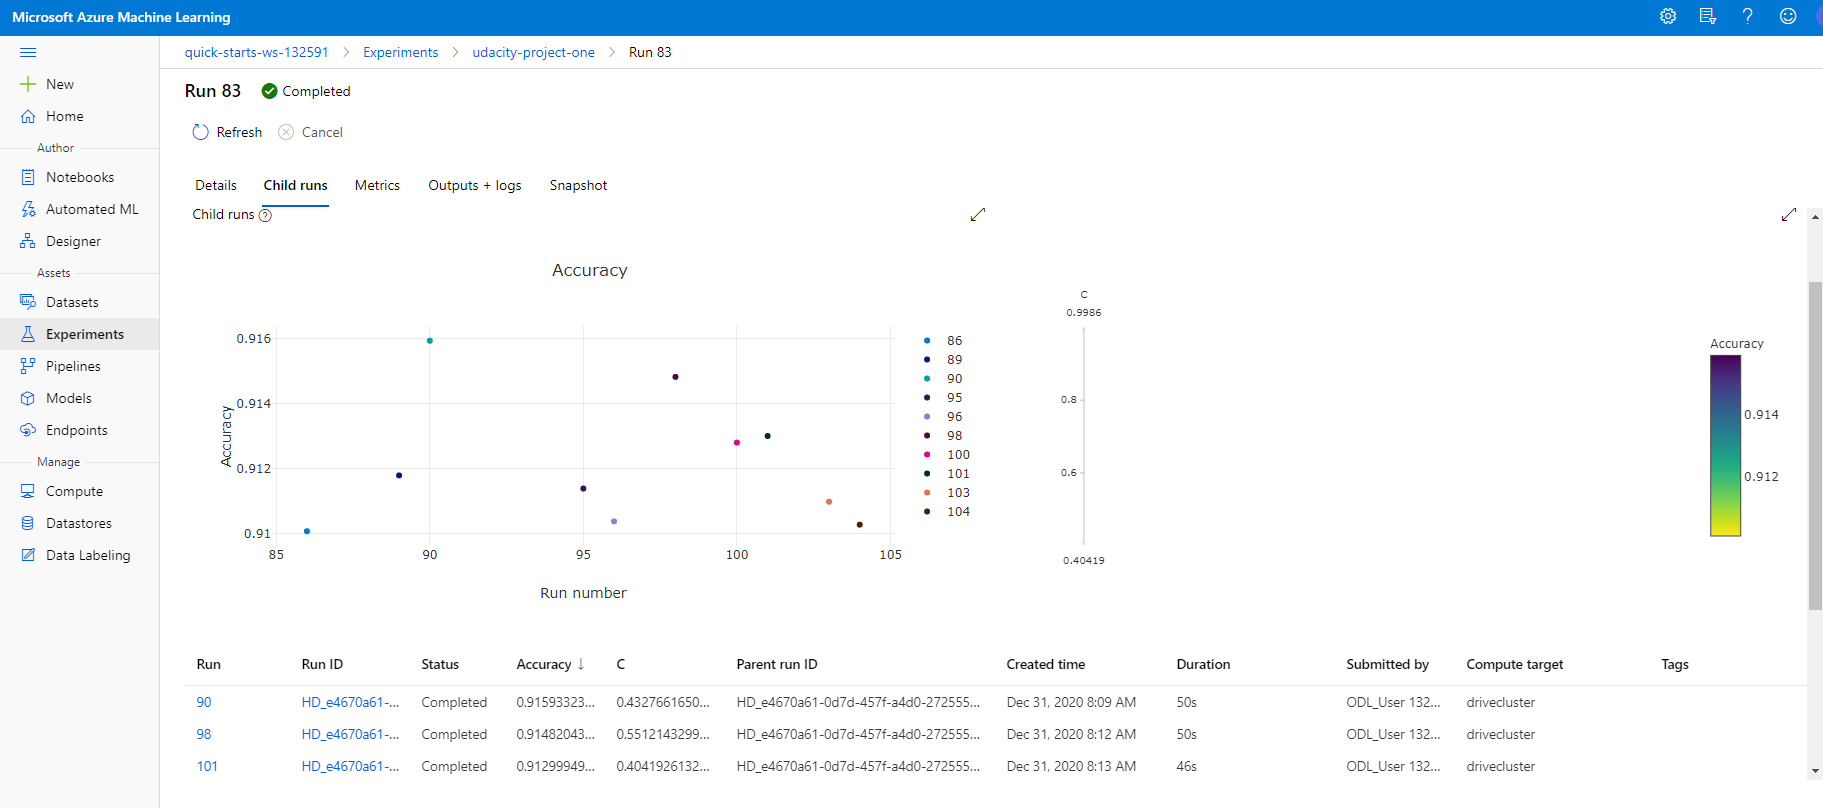 Microsoft Azure Machine Learning
quick-starts-ws-132591 > Experiments > udacity-project-one > Run 83
New
Home
Author
Notebooks
Automated ML
Designer
Assets
Datasets
Experiments
Pipelines
Models
Endpoints
Manage
Compute
Datastores
Data Labeling
Run 83 Completed
Refresh Cancel
Details Child runs Metrics Outputs + logs Snapshot
Child runs ?
Accuracy
Accuracy
0.916
0.914
0.912
0.91
85 90 95 100 105
Run number
86
89
90
95
96
98
100
101
103
104
C
0.9986
0.8
0.6
0.40419
Accuracy
0.914
0.912
Run Run ID Status Accuracy ↓ C Parent run ID Created time Duration Submitted by Compute target Tags
90 HD_e4670a61-... Completed 0.91593323... 0.4327661650... HD_e4670a61-0d7d-457f-a4d0-272555... Dec 31, 2020 8:09 AM 50s ODL_User 132... drivecluster
98 HD_e4670a61-... Completed 0.91482043... 0.5512143299... HD_e4670a61-0d7d-457f-a4d0-272555... Dec 31, 2020 8:12 AM 50s ODL_User 132... drivecluster
101 HD_e4670a61-... Completed 0.91299949... 0.4041926132... HD_e4670a61-0d7d-457f-a4d0-272555... Dec 31, 2020 8:13 AM 46s ODL_User 132... drivecluster